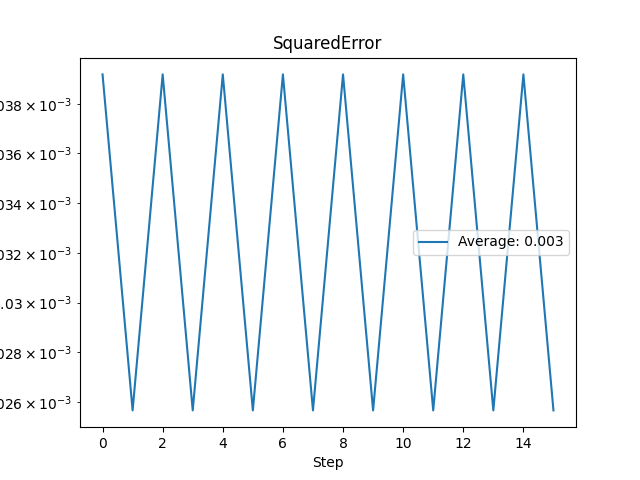 SquaredError
038 × 10⁻³
036 × 10⁻³
034 × 10⁻³
032 × 10⁻³
.03 × 10⁻³
028 × 10⁻³
026 × 10⁻³
Average: 0.003
0 2 4 6 8 10 12 14
Step